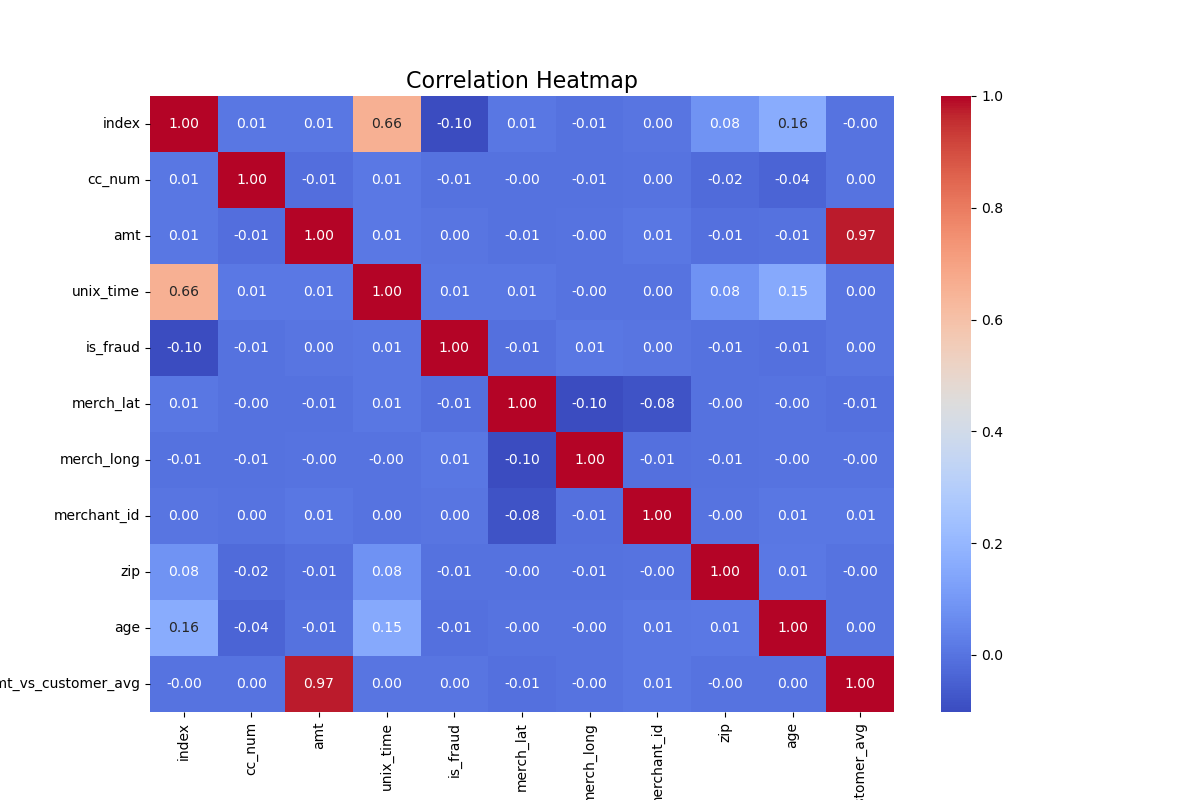 Correlation Heatmap
index 1.00 0.01 0.01 0.66 -0.10 0.01 -0.01 0.00 0.08 0.16 -0.00
cc_num 0.01 1.00 -0.01 0.01 -0.01 -0.00 -0.01 0.00 -0.02 -0.04 0.00
amt 0.01 -0.01 1.00 0.01 0.00 -0.01 -0.00 0.01 -0.01 -0.01 0.97
unix_time 0.66 0.01 0.01 1.00 0.01 0.01 -0.00 0.00 0.08 0.15 0.00
is_fraud -0.10 -0.01 0.00 0.01 1.00 -0.01 0.01 0.00 -0.01 -0.01 0.00
merch_lat 0.01 -0.00 -0.01 0.01 -0.01 1.00 -0.10 -0.08 -0.00 -0.00 -0.01
merch_long -0.01 -0.01 -0.00 -0.00 0.01 -0.10 1.00 -0.01 -0.01 -0.00 -0.00
merchant_id 0.00 0.00 0.01 0.00 0.00 -0.08 -0.01 1.00 -0.00 0.01 0.01
zip 0.08 -0.02 -0.01 0.08 -0.01 -0.00 -0.01 -0.00 1.00 0.01 -0.00
age 0.16 -0.04 -0.01 0.15 -0.01 -0.00 -0.00 0.01 0.01 1.00 0.00
mt_vs_customer_avg -0.00 0.00 0.97 0.00 0.00 -0.01 -0.00 0.01 -0.00 0.00 1.00
index cc_num amt unix_time is_fraud merch_lat merch_long erchant_id zip age stomer_avg
1.0
0.8
0.6
0.4
0.2
0.0